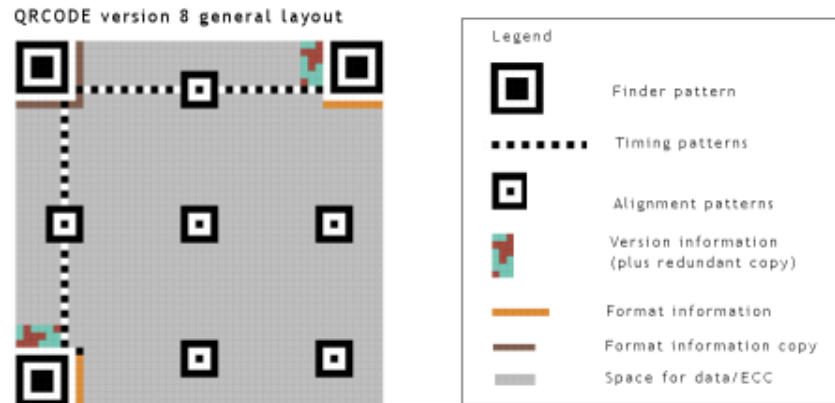 QRCODE version 8 general layout
Legend
Finder pattern
Timing patterns
Alignment patterns
Version information
(plus redundant copy)
Format information
Format information copy
Space for data/ECC